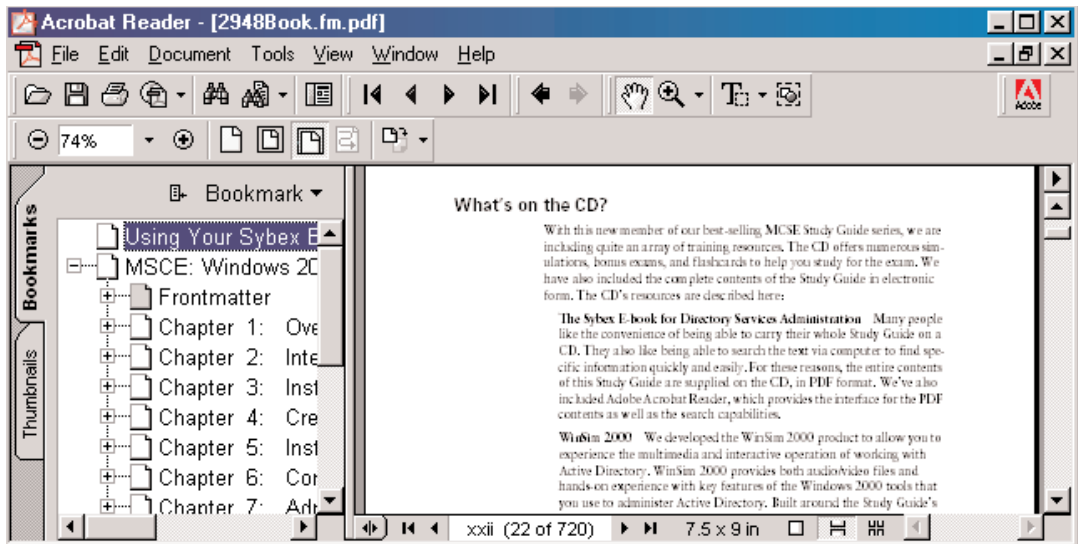 Acrobat Reader - [2948Book.fm.pdf]
File Edit Document Tools View Window Help
Adobe
74%
Bookmarks
Thumbnails
Bookmark
Using Your Sybex E
MSCE: Windows 20
Frontmatter
Chapter 1: Ove
Chapter 2: Inte
Chapter 3: Inst
Chapter 4: Cre
Chapter 5: Inst
Chapter 6: Cor
Chapter 7: Adr
What's on the CD?
With this new member of our best-selling MCSE Study Guide series, we are
including quite an array of training resources. The CD offers numerous sim-
ulations, bonus exams, and flashcards to help you study for the exam. We
have also included the complete contents of the Study Guide in electronic
form. The CD's resources are described here:
The Sybex E-book for Directory Services Administration Many people
like the convenience of being able to carry their whole Study Guide on a
CD. They also like being able to search the text via computer to find spe-
cific information quickly and easily. For these reasons, the entire contents
of this Study Guide are supplied on the CD, in PDF format. We've also
included Adobe Acrobat Reader, which provides the interface for the PDF
contents as well as the search capabilities.
WinSim 2000 We developed the WinSim 2000 product to allow you to
experience the multimedia and interactive operation of working with
Active Directory. WinSim 2000 provides both audio/video files and
hands-on experience with key features of the Windows 2000 tools that
you use to administer Active Directory. Built around the Study Guide's
xxii (22 of 720) 7.5 x 9 in